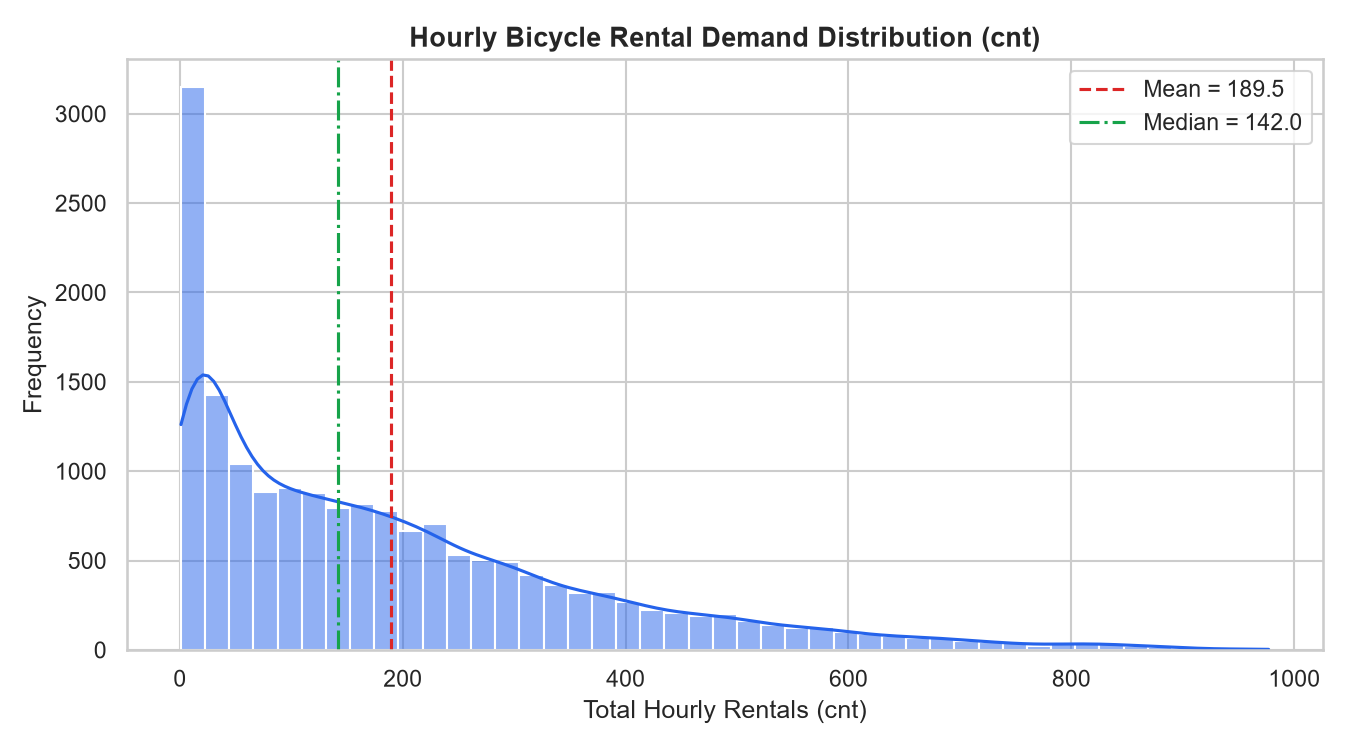 Hourly Bicycle Rental Demand Distribution (cnt)
Mean = 189.5
Median = 142.0
Frequency
3000
2500
2000
1500
1000
500
0
0 200 400 600 800 1000
Total Hourly Rentals (cnt)